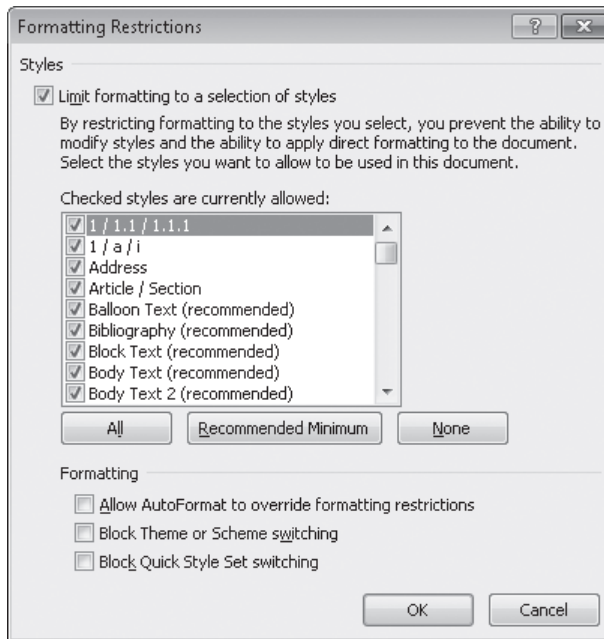 Formatting Restrictions
Styles
Limit formatting to a selection of styles
By restricting formatting to the styles you select, you prevent the ability to
modify styles and the ability to apply direct formatting to the document.
Select the styles you want to allow to be used in this document.
Checked styles are currently allowed:
1 / 1.1 / 1.1.1
1 / a / i
Address
Article / Section
Balloon Text (recommended)
Bibliography (recommended)
Block Text (recommended)
Body Text (recommended)
Body Text 2 (recommended)
All Recommended Minimum None
Formatting
Allow AutoFormat to override formatting restrictions
Block Theme or Scheme switching
Block Quick Style Set switching
OK Cancel